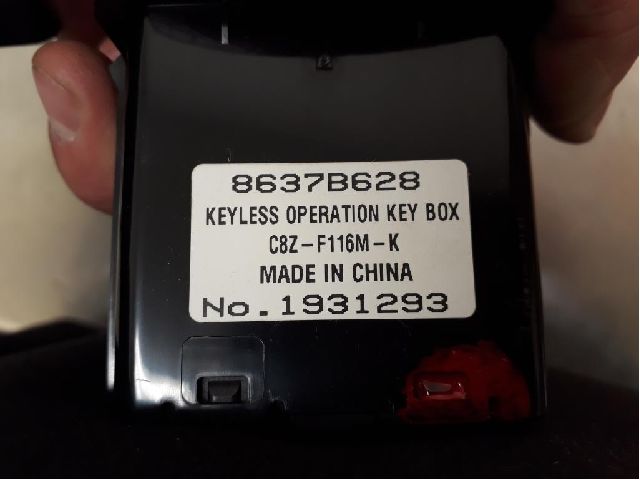 8637B628
KEYLESS OPERATION KEY BOX
C8Z-F116M-K
MADE IN CHINA
No.1931293